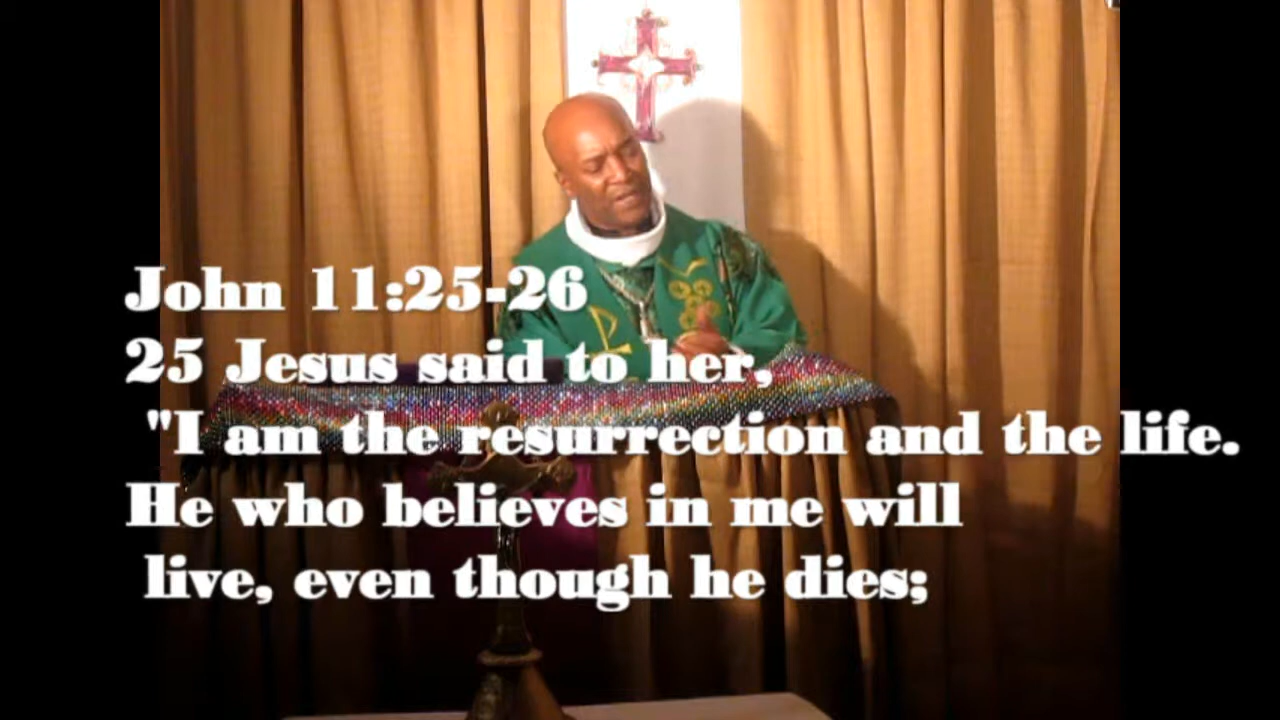 John 11:25-26
25 Jesus said to her,
"I am the resurrection and the life.
He who believes in me will
live, even though he dies;